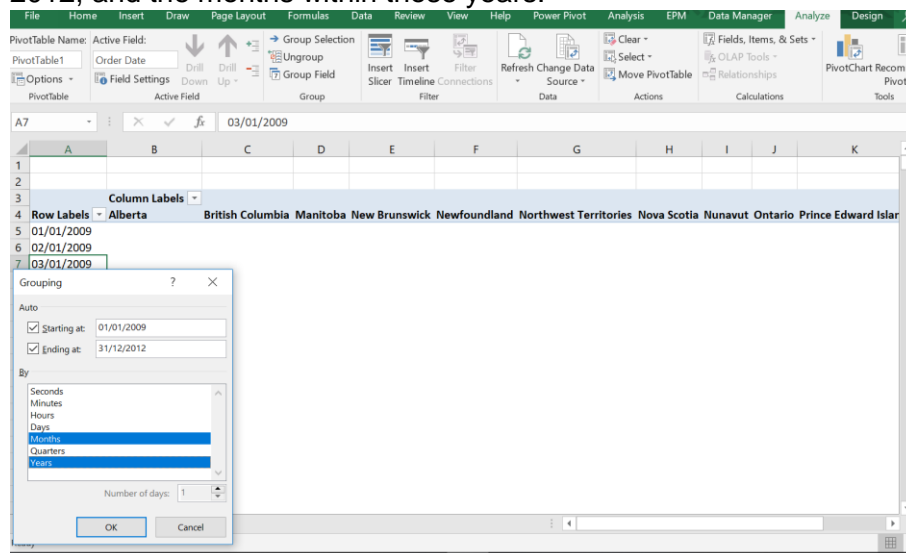 2012, and the months within these years.
File Home Insert Draw Page Layout Formulas Data Review View Help Power Pivot Analysis EPM Data Manager Analyze Design
PivotTable Name: Active Field:
PivotTable1 Order Date
Options Field Settings
Drill Down
Drill Up
PivotTable Active Field
Group Selection
Ungroup
Group Field
Group
Insert Slicer
Insert Timeline
Filter Connections
Filter
Refresh
Change Data Source
Data
Clear
Select
Move PivotTable
Actions
Fields, Items, & Sets
OLAP Tools
Relationships
Calculations
PivotChart Recom
Pivot
Tools
A7 fx 03/01/2009
A B C D E F G H I J K
1
2
3 Column Labels
4 Row Labels Alberta British Columbia Manitoba New Brunswick Newfoundland Northwest Territories Nova Scotia Nunavut Ontario Prince Edward Islan
5 01/01/2009
6 02/01/2009
7 03/01/2009
Grouping ? ×
Auto
Starting at: 01/01/2009
Ending at: 31/12/2012
By
Seconds
Minutes
Hours
Days
Months
Quarters
Years
Number of days: 1
OK Cancel